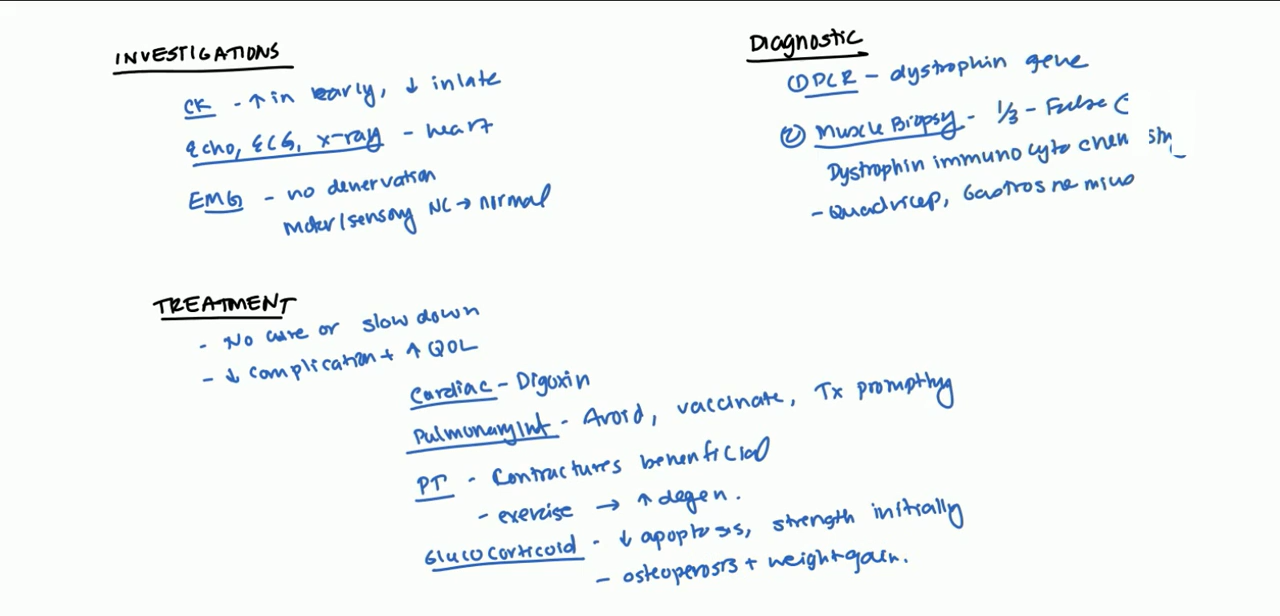 INVESTIGATIONS
CK - ↑ in early, ↓ in late
Echo, ECG, x-ray - heart
EMG - no denervation
Motor/sensory NC → normal
Diagnostic
① PCR - dystrophin gene
② Muscle Biopsy - 1/3 - False (
Dystrophin immunocytochem
- Quadricep, Gastrosnemius
TREATMENT
- No cure or slow down
- ↓ complication + ↑ QOL
Cardiac - Digoxin
Pulmonary Inf - Avoid, vaccinate, Tx promptly
PT - Contractures beneficial
- exercise → ↑ degen.
Glucocorticoid - ↓ apoptosis, strength initially
- osteoperosis + weight gain.